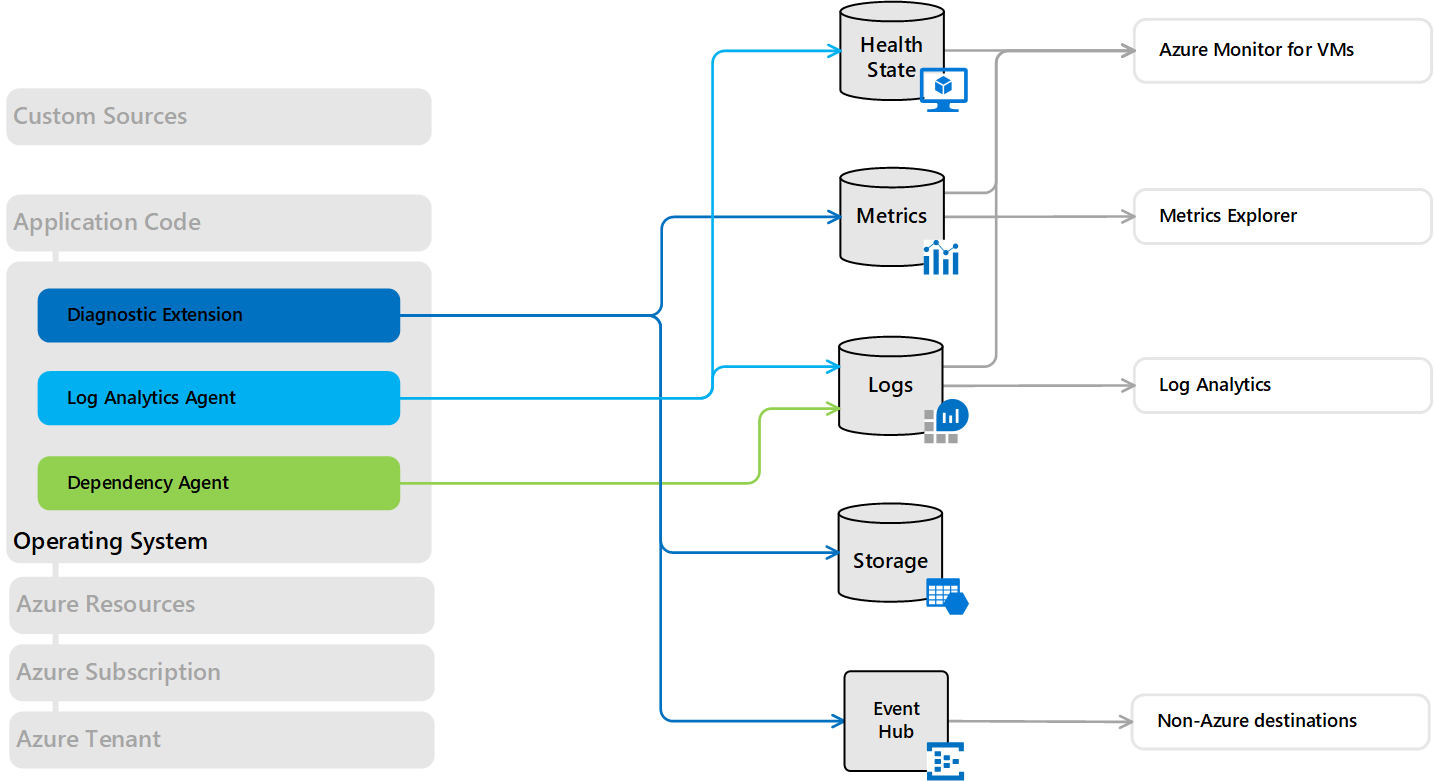 Custom Sources
Application Code
Diagnostic Extension
Log Analytics Agent
Dependency Agent
Operating System
Azure Resources
Azure Subscription
Azure Tenant
Health
State
Metrics
Logs
Storage
Event
Hub
Azure Monitor for VMs
Metrics Explorer
Log Analytics
Non-Azure destinations